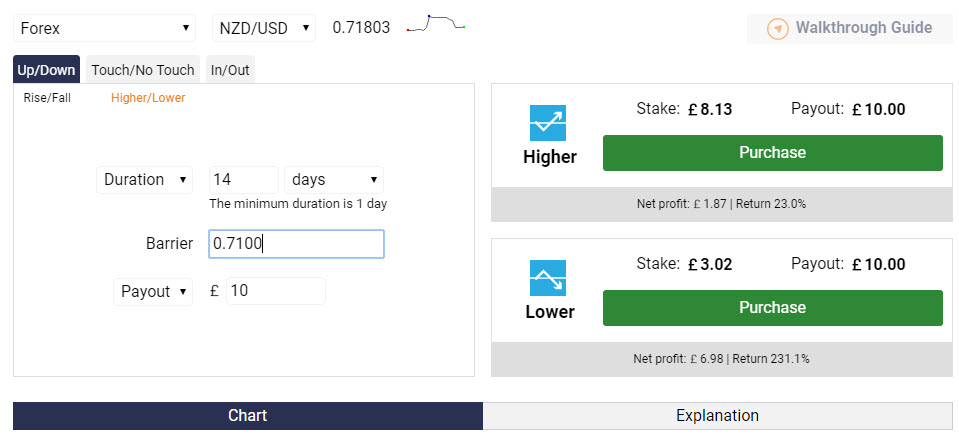 Forex NZD/USD 0.71803 Walkthrough Guide
Up/Down Touch/No Touch In/Out
Rise/Fall Higher/Lower
Duration 14 days
The minimum duration is 1 day
Barrier 0.7100
Payout £ 10
Higher
Stake: £ 8.13 Payout: £ 10.00
Purchase
Net profit: £ 1.87 | Return 23.0%
Lower
Stake: £ 3.02 Payout: £ 10.00
Purchase
Net profit: £ 6.98 | Return 231.1%
Chart Explanation